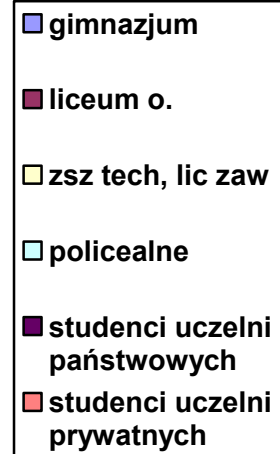 gimnazjum
liceum o.
zsz tech, lic zaw
policealne
studenci uczelni
państwowych
studenci uczelni
prywatnych